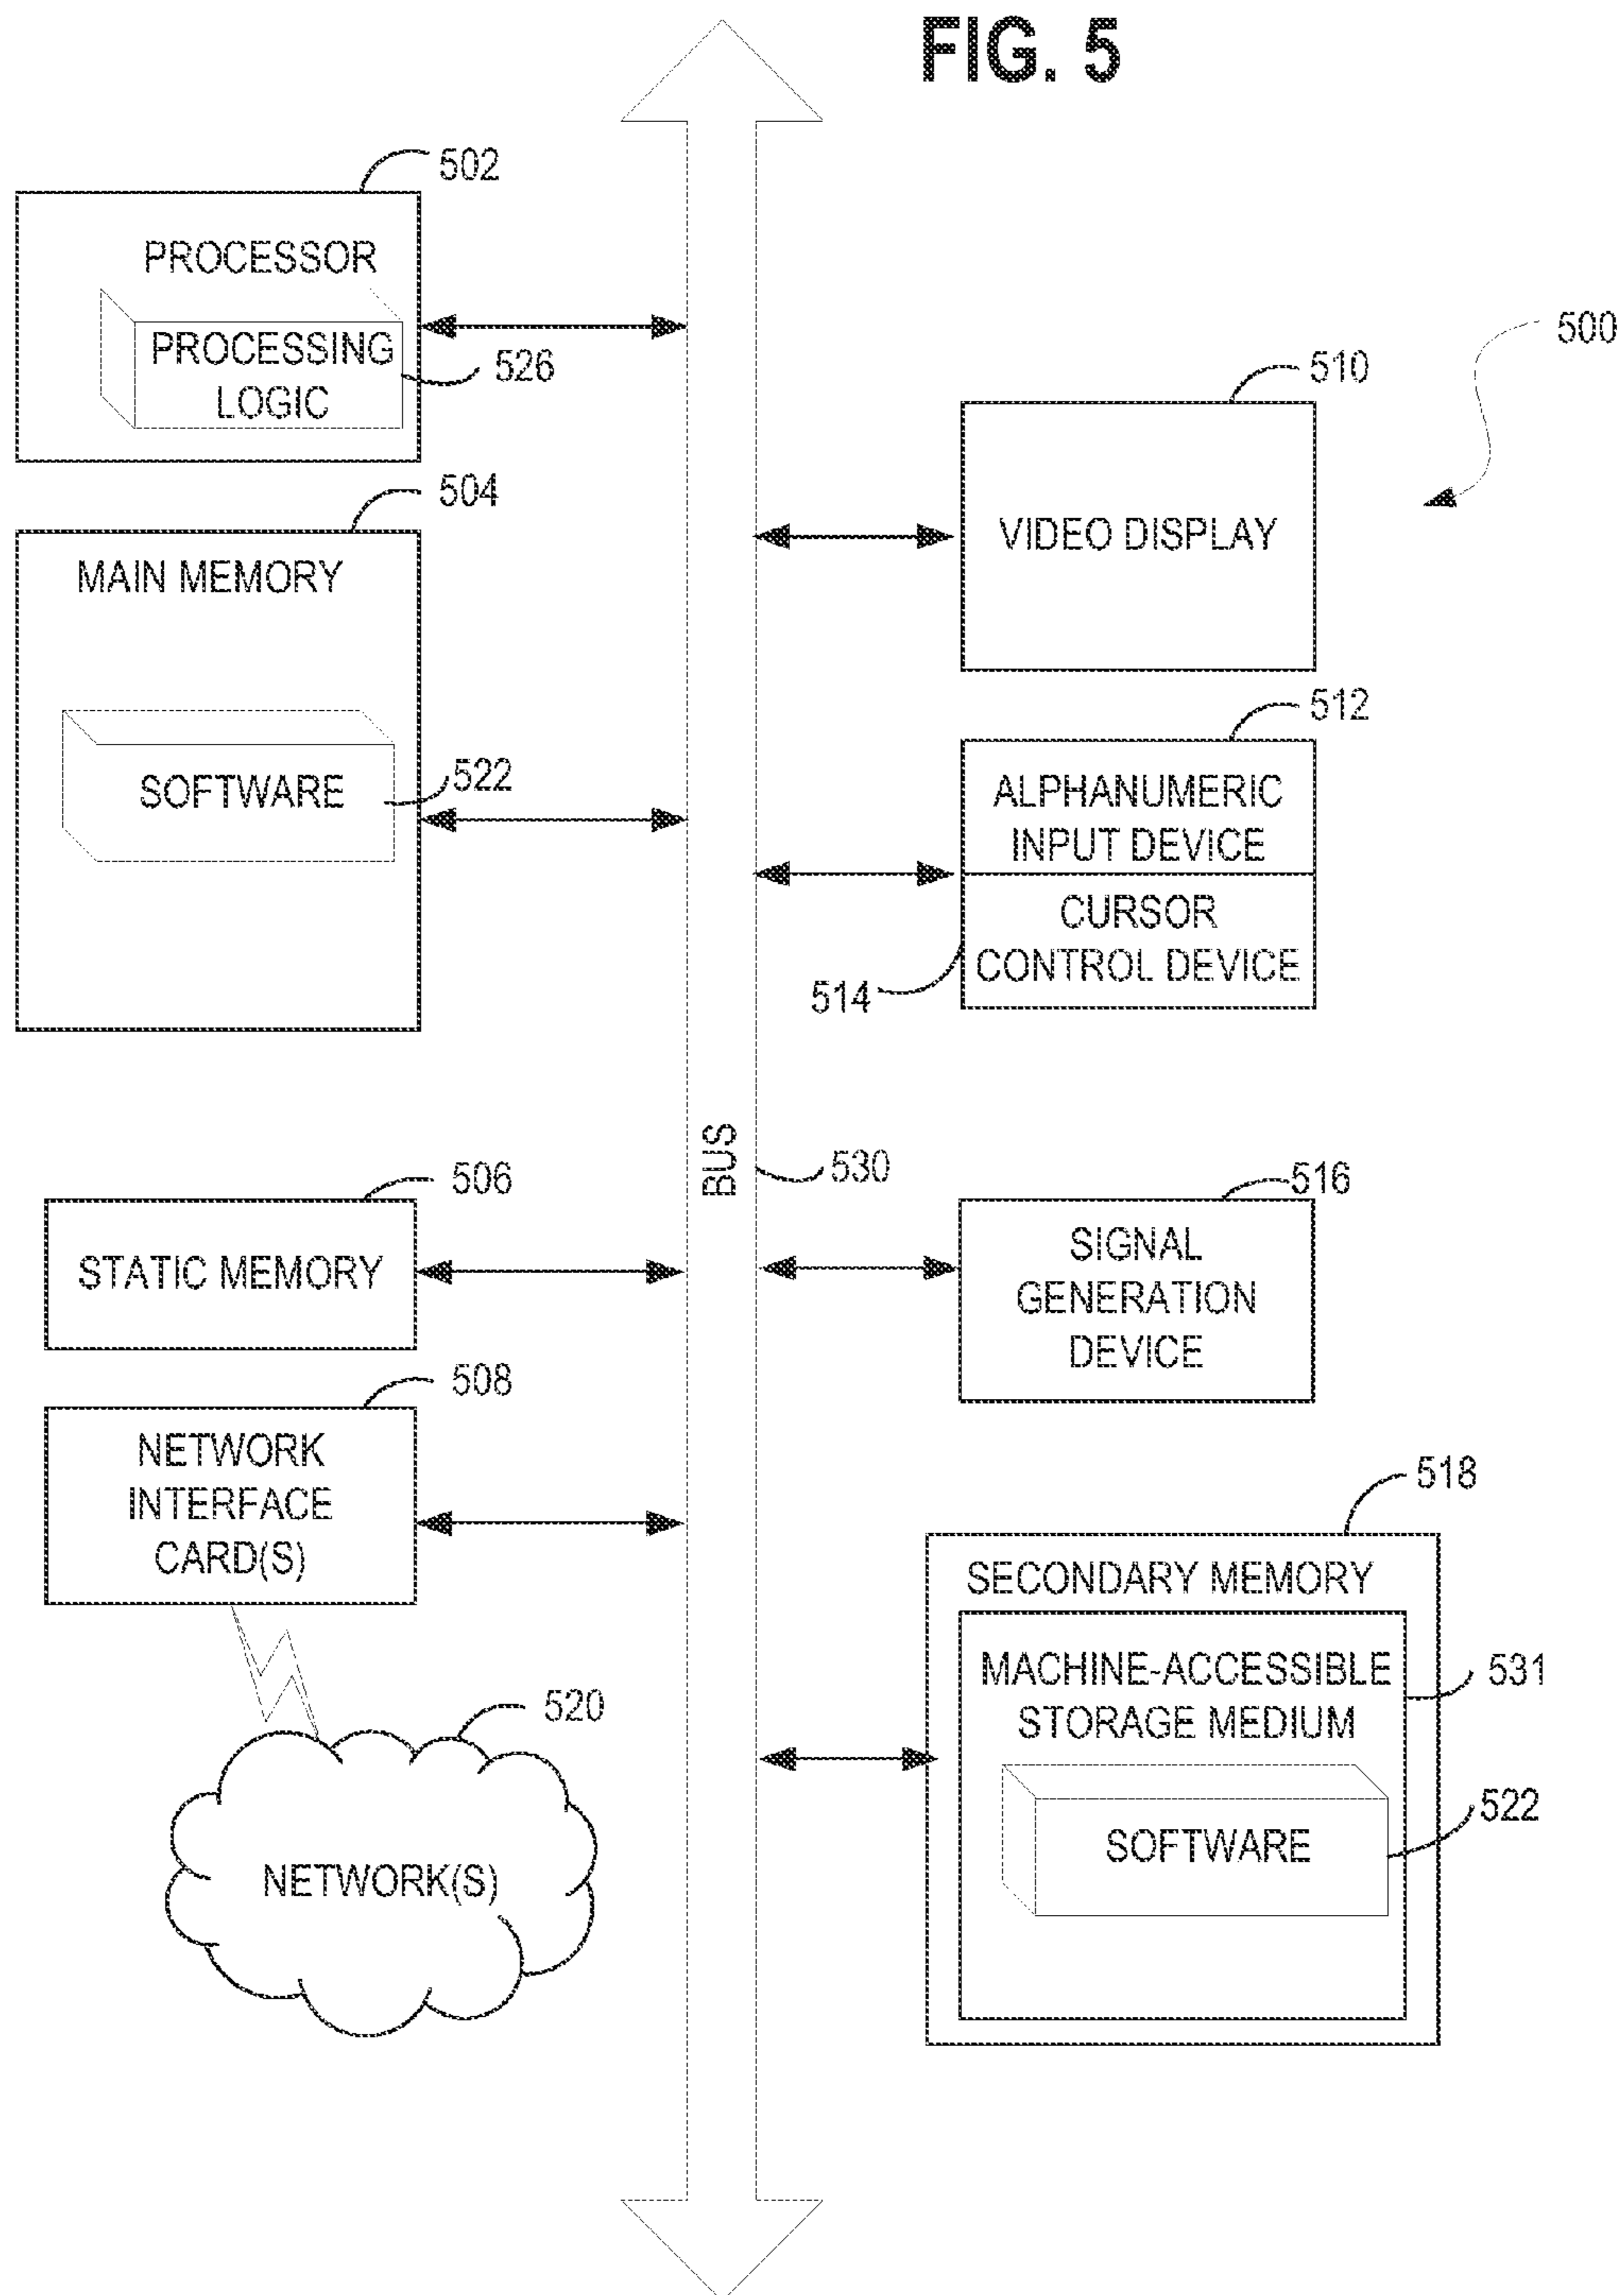 FIG. 5
502
PROCESSOR
PROCESSING
LOGIC
526
500
510
VIDEO DISPLAY
504
MAIN MEMORY
SOFTWARE
522
512
ALPHANUMERIC
INPUT DEVICE
CURSOR
CONTROL DEVICE
514
BUS
530
506
STATIC MEMORY
516
SIGNAL
GENERATION
DEVICE
508
NETWORK
INTERFACE
CARD(S)
518
SECONDARY MEMORY
MACHINE-ACCESSIBLE
STORAGE MEDIUM
531
SOFTWARE
522
520
NETWORK(S)